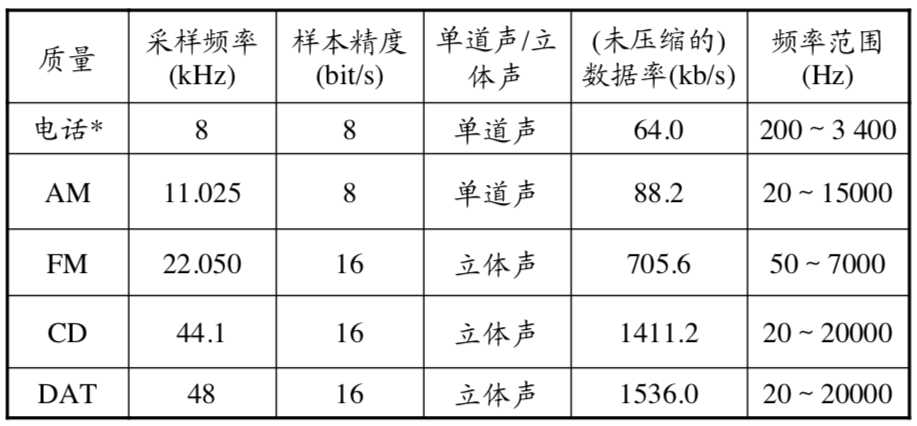 质量 采样频率(kHz) 样本精度(bit/s) 单道声/立体声 (未压缩的)数据率(kb/s) 频率范围(Hz)
电话* 8 8 单道声 64.0 200~3 400
AM 11.025 8 单道声 88.2 20~15000
FM 22.050 16 立体声 705.6 50~7000
CD 44.1 16 立体声 1411.2 20~20000
DAT 48 16 立体声 1536.0 20~20000